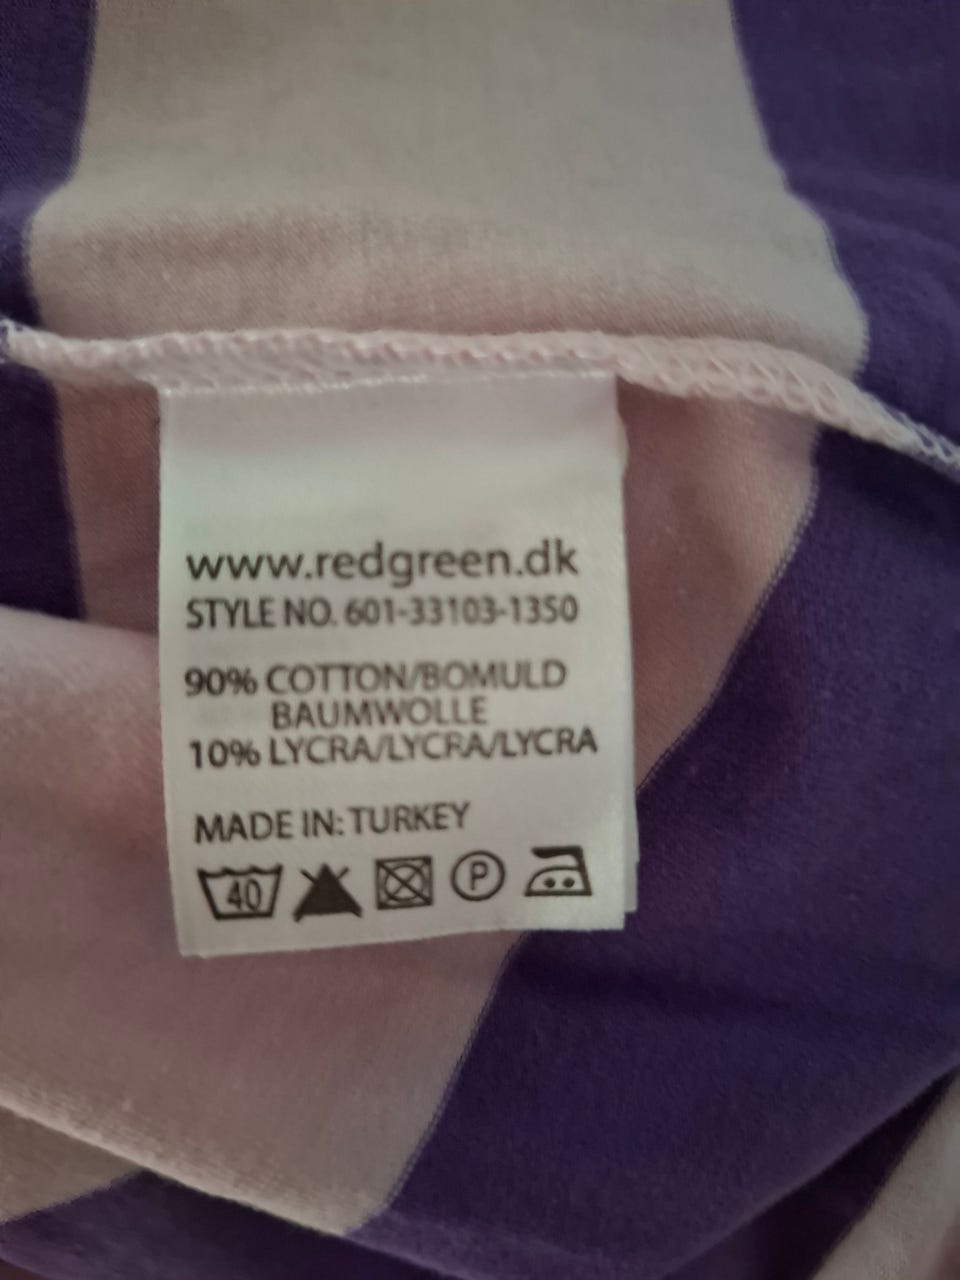 www.redgreen.dk
STYLE NO. 601-33103-1350
90% COTTON/BOMULD
BAUMWOLLE
10% LYCRA/LYCRA/LYCRA
MADE IN: TURKEY
40 P